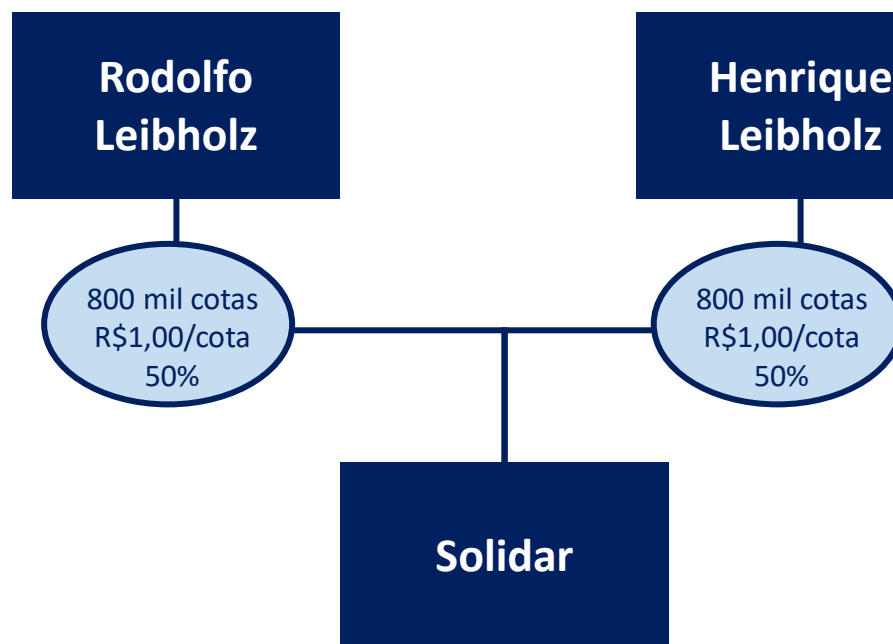 Rodolfo
Leibholz
Henrique
Leibholz
800 mil cotas
R$1,00/cota
50%
800 mil cotas
R$1,00/cota
50%
Solidar